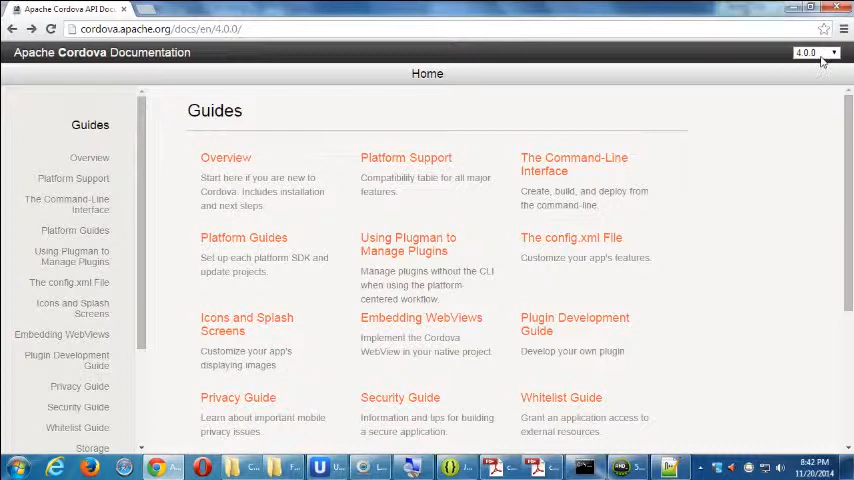 Apache Cordova API Docu
cordova.apache.org/docs/en/4.0.0/
Apache Cordova Documentation
4.0.0
Home
Guides
Overview
Platform Support
The Command-Line
Interface
Platform Guides
Using Plugman to
Manage Plugins
The config.xml File
Icons and Splash
Screens
Embedding WebViews
Plugin Development
Guide
Privacy Guide
Security Guide
Whitelist Guide
Storage
Guides
Overview
Start here if you are new to
Cordova. Includes installation
and next steps.
Platform Support
Compatibility table for all major
features.
The Command-Line
Interface
Create, build, and deploy from
the command-line.
Platform Guides
Set up each platform SDK and
update projects.
Using Plugman to
Manage Plugins
Manage plugins without the CLI
when using the platform-
centered workflow.
The config.xml File
Customize your app's features.
Icons and Splash
Screens
Customize your app's
displaying images.
Embedding WebViews
Implement the Cordova
WebView in your native project.
Plugin Development
Guide
Develop your own plugin.
Privacy Guide
Learn about important mobile
privacy issues.
Security Guide
Information and tips for building
a secure application.
Whitelist Guide
Grant an application access to
external resources.
8:42 PM
11/20/2014